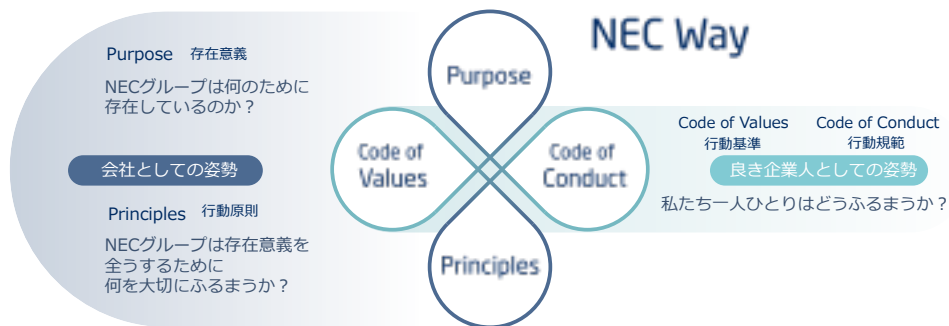 NEC Way
Purpose 存在意義
NECグループは何のために
存在しているのか？
会社としての姿勢
Principles 行動原則
NECグループは存在意義を
全うするために
何を大切にふるまうか？
Purpose
Code of
Values
Code of
Conduct
Principles
Code of Values
行動基準
Code of Conduct
行動規範
良き企業人としての姿勢
私たち一人ひとりはどうふるまうか？